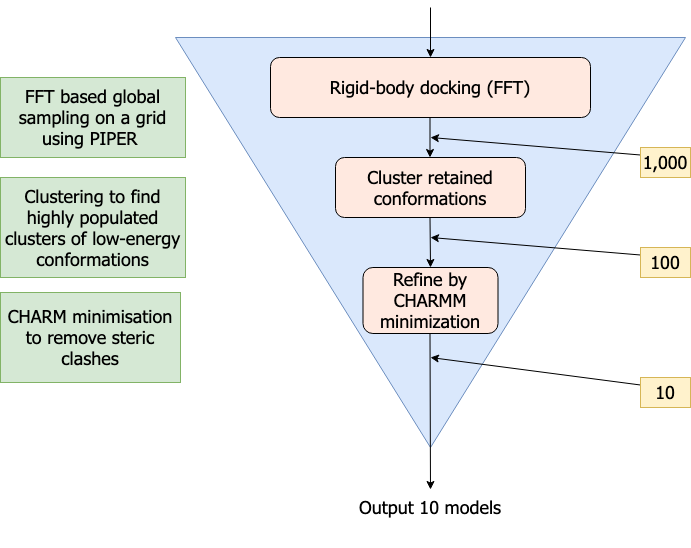 FFT based global
sampling on a grid
using PIPER
Rigid-body docking (FFT)
1,000
Clustering to find
highly populated
clusters of low-energy
conformations
Cluster retained
conformations
100
CHARM minimisation
to remove steric
clashes
Refine by
CHARMM
minimization
10
Output 10 models